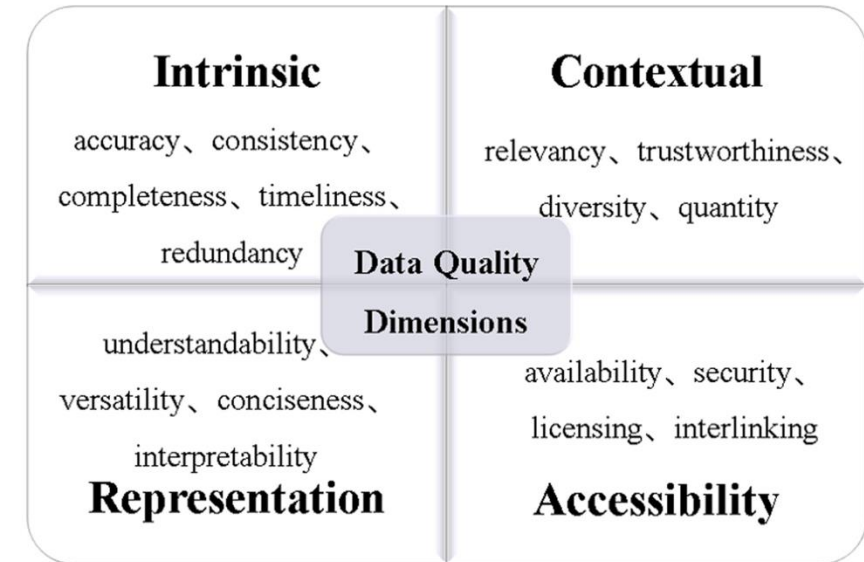 Intrinsic
accuracy、consistency、
completeness、timeliness、
redundancy
Contextual
relevancy、trustworthiness、
diversity、quantity
Data Quality
Dimensions
understandability、
versatility、conciseness、
interpretability
Representation
availability、security、
licensing、interlinking
Accessibility